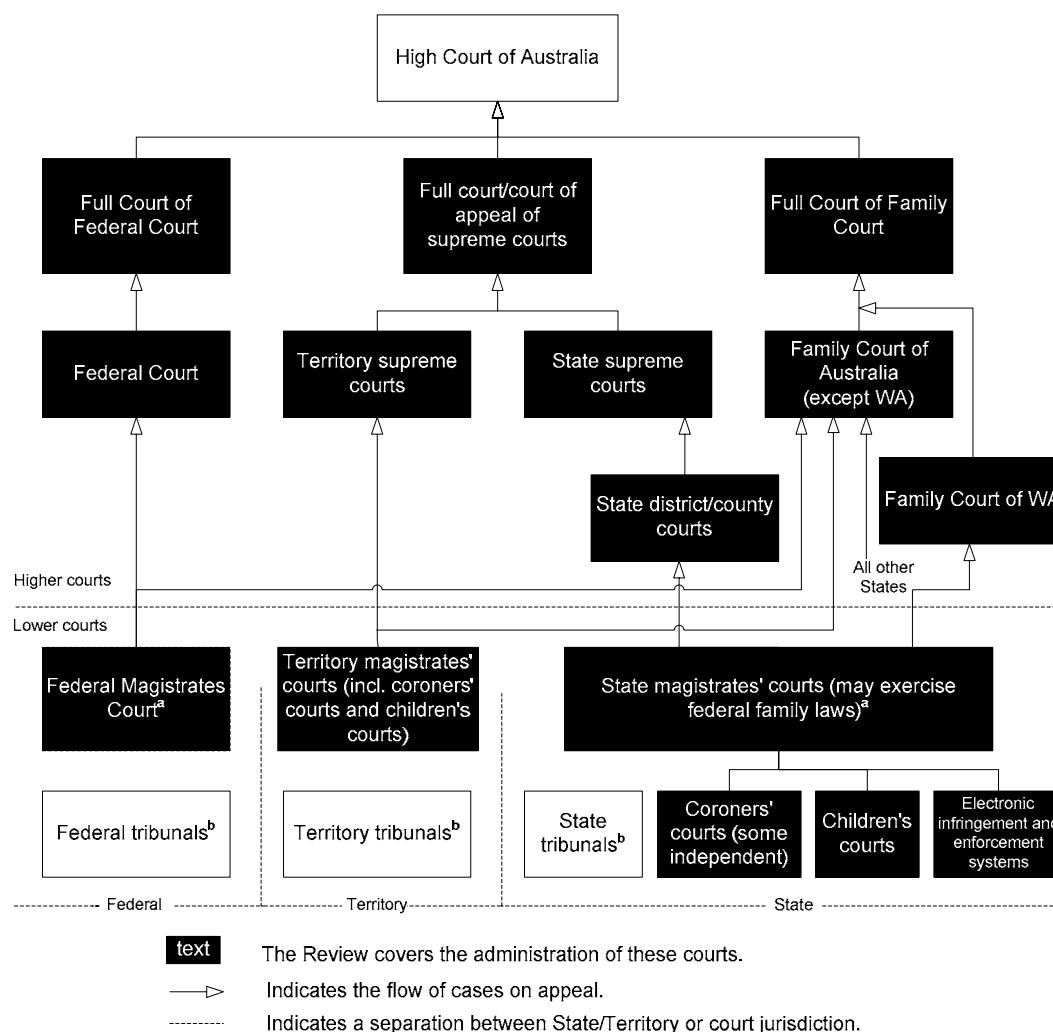 High Court of Australia
Full Court of
Federal Court
Full court/court of
appeal of
supreme courts
Full Court of Family
Court
Federal Court
Territory supreme
courts
State supreme
courts
Family Court of
Australia
(except WA)
State district/county
courts
Family Court of WA
Higher courts
All other
States
Lower courts
Federal Magistrates
Courtᵃ
Territory magistrates'
courts (incl. coroners'
courts and children's
courts)
State magistrates' courts (may exercise
federal family laws)ᵃ
Federal tribunalsᵇ
Territory tribunalsᵇ
State
tribunalsᵇ
Coroners'
courts (some
independent)
Children's
courts
Electronic
infringement and
enforcement
systems
Federal
Territory
State
text
The Review covers the administration of these courts.
Indicates the flow of cases on appeal.
Indicates a separation between State/Territory or court jurisdiction.